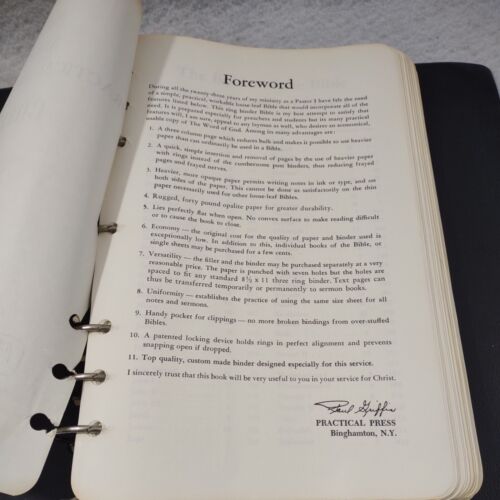 Foreword
During all the twenty-three years of my ministry as a Pastor I have felt the need
of a simple, practical, workable loose leaf Bible that would incorporate all of the
features listed below. This ring binder Bible is my best attempt to satisfy that
need. It is prepared especially for preachers and students but its many practical
features will, I am sure, appeal to any layman as well, who desires an economical,
usable copy of The Word of God. Among its many advantages are:
1. A three column page which reduces bulk and makes it possible to use heavier
paper than can ordinarily be used in a Bible.
2. A quick, simple insertion and removal of pages by the use of heavier paper
with rings instead of the cumbersome post binders, thus reducing frayed
pages and frayed nerves.
3. Heavier, more opaque paper permits writing notes in ink or type, and on
both sides of the paper. This cannot be done as satisfactorily on the thin
paper necessarily used for other loose-leaf Bibles.
4. Rugged, forty pound opalite paper for greater durability.
5. Lies perfectly flat when open. No convex surface to make reading difficult
or to cause the book to close.
6. Economy — the original cost for the quality of paper and binder used is
exceptionally low. In addition to this, individual books of the Bible, or
single sheets may be purchased for a few cents.
7. Versatility — the filler and the binder may be purchased separately at a very
reasonable price. The paper is punched with seven holes but the holes are
spaced to fit any standard 8½ x 11 three ring binder. Text pages can
thus be transferred temporarily or permanently to sermon books.
8. Uniformity — establishes the practice of using the same size sheet for all
notes and sermons.
9. Handy pocket for clippings — no more broken bindings from over-stuffed
Bibles.
10. A patented locking device holds rings in perfect alignment and prevents
snapping open if dropped.
11. Top quality, custom made binder designed especially for this service.
I sincerely trust that this book will be very useful to you in your service for Christ.
Paul Griffin
PRACTICAL PRESS
Binghamton, N.Y.